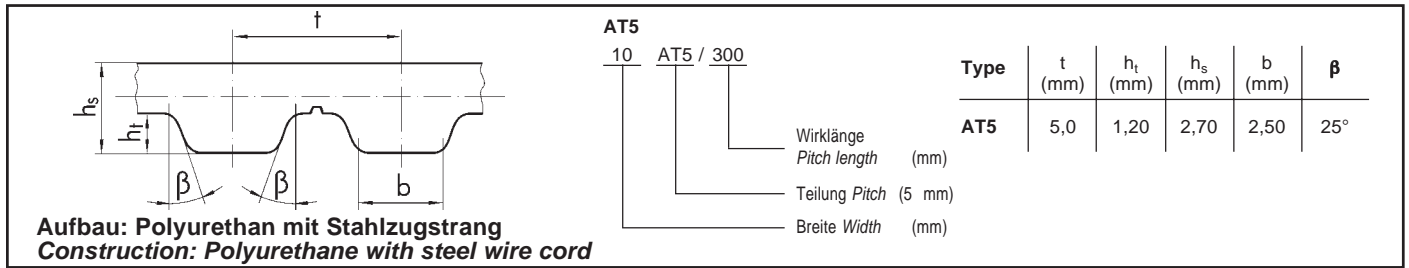 t
hs
ht
β
β
b
Aufbau: Polyurethan mit Stahlzugstrang
Construction: Polyurethane with steel wire cord
AT5
10 AT5 / 300
Wirklänge
Pitch length (mm)
Teilung Pitch (5 mm)
Breite Width (mm)
Type t (mm) ht (mm) hs (mm) b (mm) β
AT5 5,0 1,20 2,70 2,50 25°